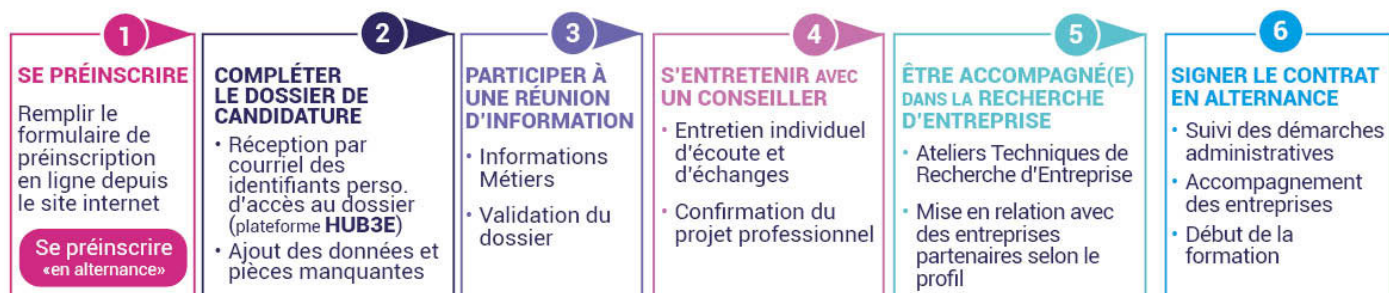 1
SE PRÉINSCRIRE
Remplir le
formulaire de
préinscription
en ligne depuis
le site internet
Se préinscrire
«en alternance»
2
COMPLÉTER
LE DOSSIER DE
CANDIDATURE
• Réception par
courriel des
identifiants perso.
d'accès au dossier
(plateforme HUB3E)
• Ajout des données et
pièces manquantes
3
PARTICIPER À
UNE RÉUNION
D'INFORMATION
• Informations
Métiers
• Validation du
dossier
4
S'ENTRETENIR AVEC
UN CONSEILLER
• Entretien individuel
d'écoute et
d'échanges
• Confirmation du
projet professionnel
5
ÊTRE ACCOMPAGNÉ(E)
DANS LA RECHERCHE
D'ENTREPRISE
• Ateliers Techniques de
Recherche d'Entreprise
• Mise en relation avec
des entreprises
partenaires selon le
profil
6
SIGNER LE CONTRAT
EN ALTERNANCE
• Suivi des démarches
administratives
• Accompagnement
des entreprises
• Début de la
formation